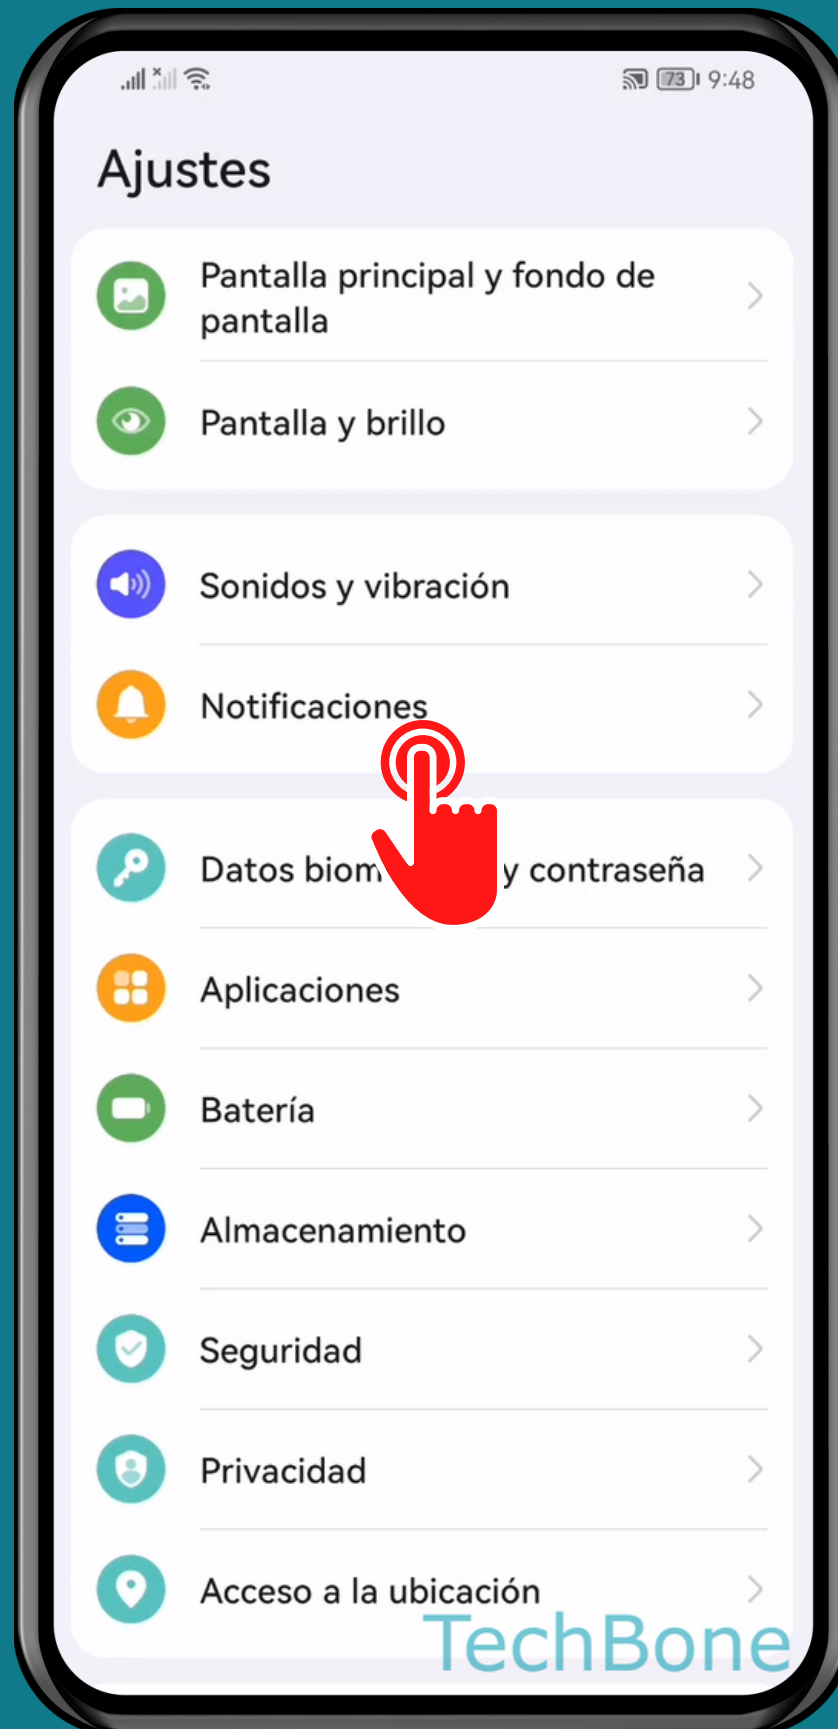 73 9:48
Ajustes
Pantalla principal y fondo de
pantalla
Pantalla y brillo
Sonidos y vibración
Notificaciones
Datos biom y contraseña
Aplicaciones
Batería
Almacenamiento
Seguridad
Privacidad
Acceso a la ubicación
TechBone